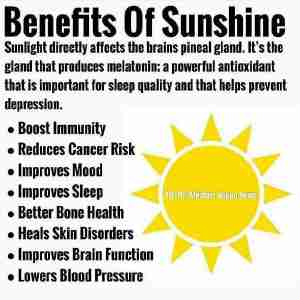 Benefits Of Sunshine
Sunlight directly affects the brains pineal gland. It's the
gland that produces melatonin: a powerful antioxidant
that is important for sleep quality and that helps prevent
depression.
• Boost Immunity
• Reduces Cancer Risk
• Improves Mood
• Improves Sleep
• Better Bone Health
• Heals Skin Disorders
• Improves Brain Function
• Lowers Blood Pressure